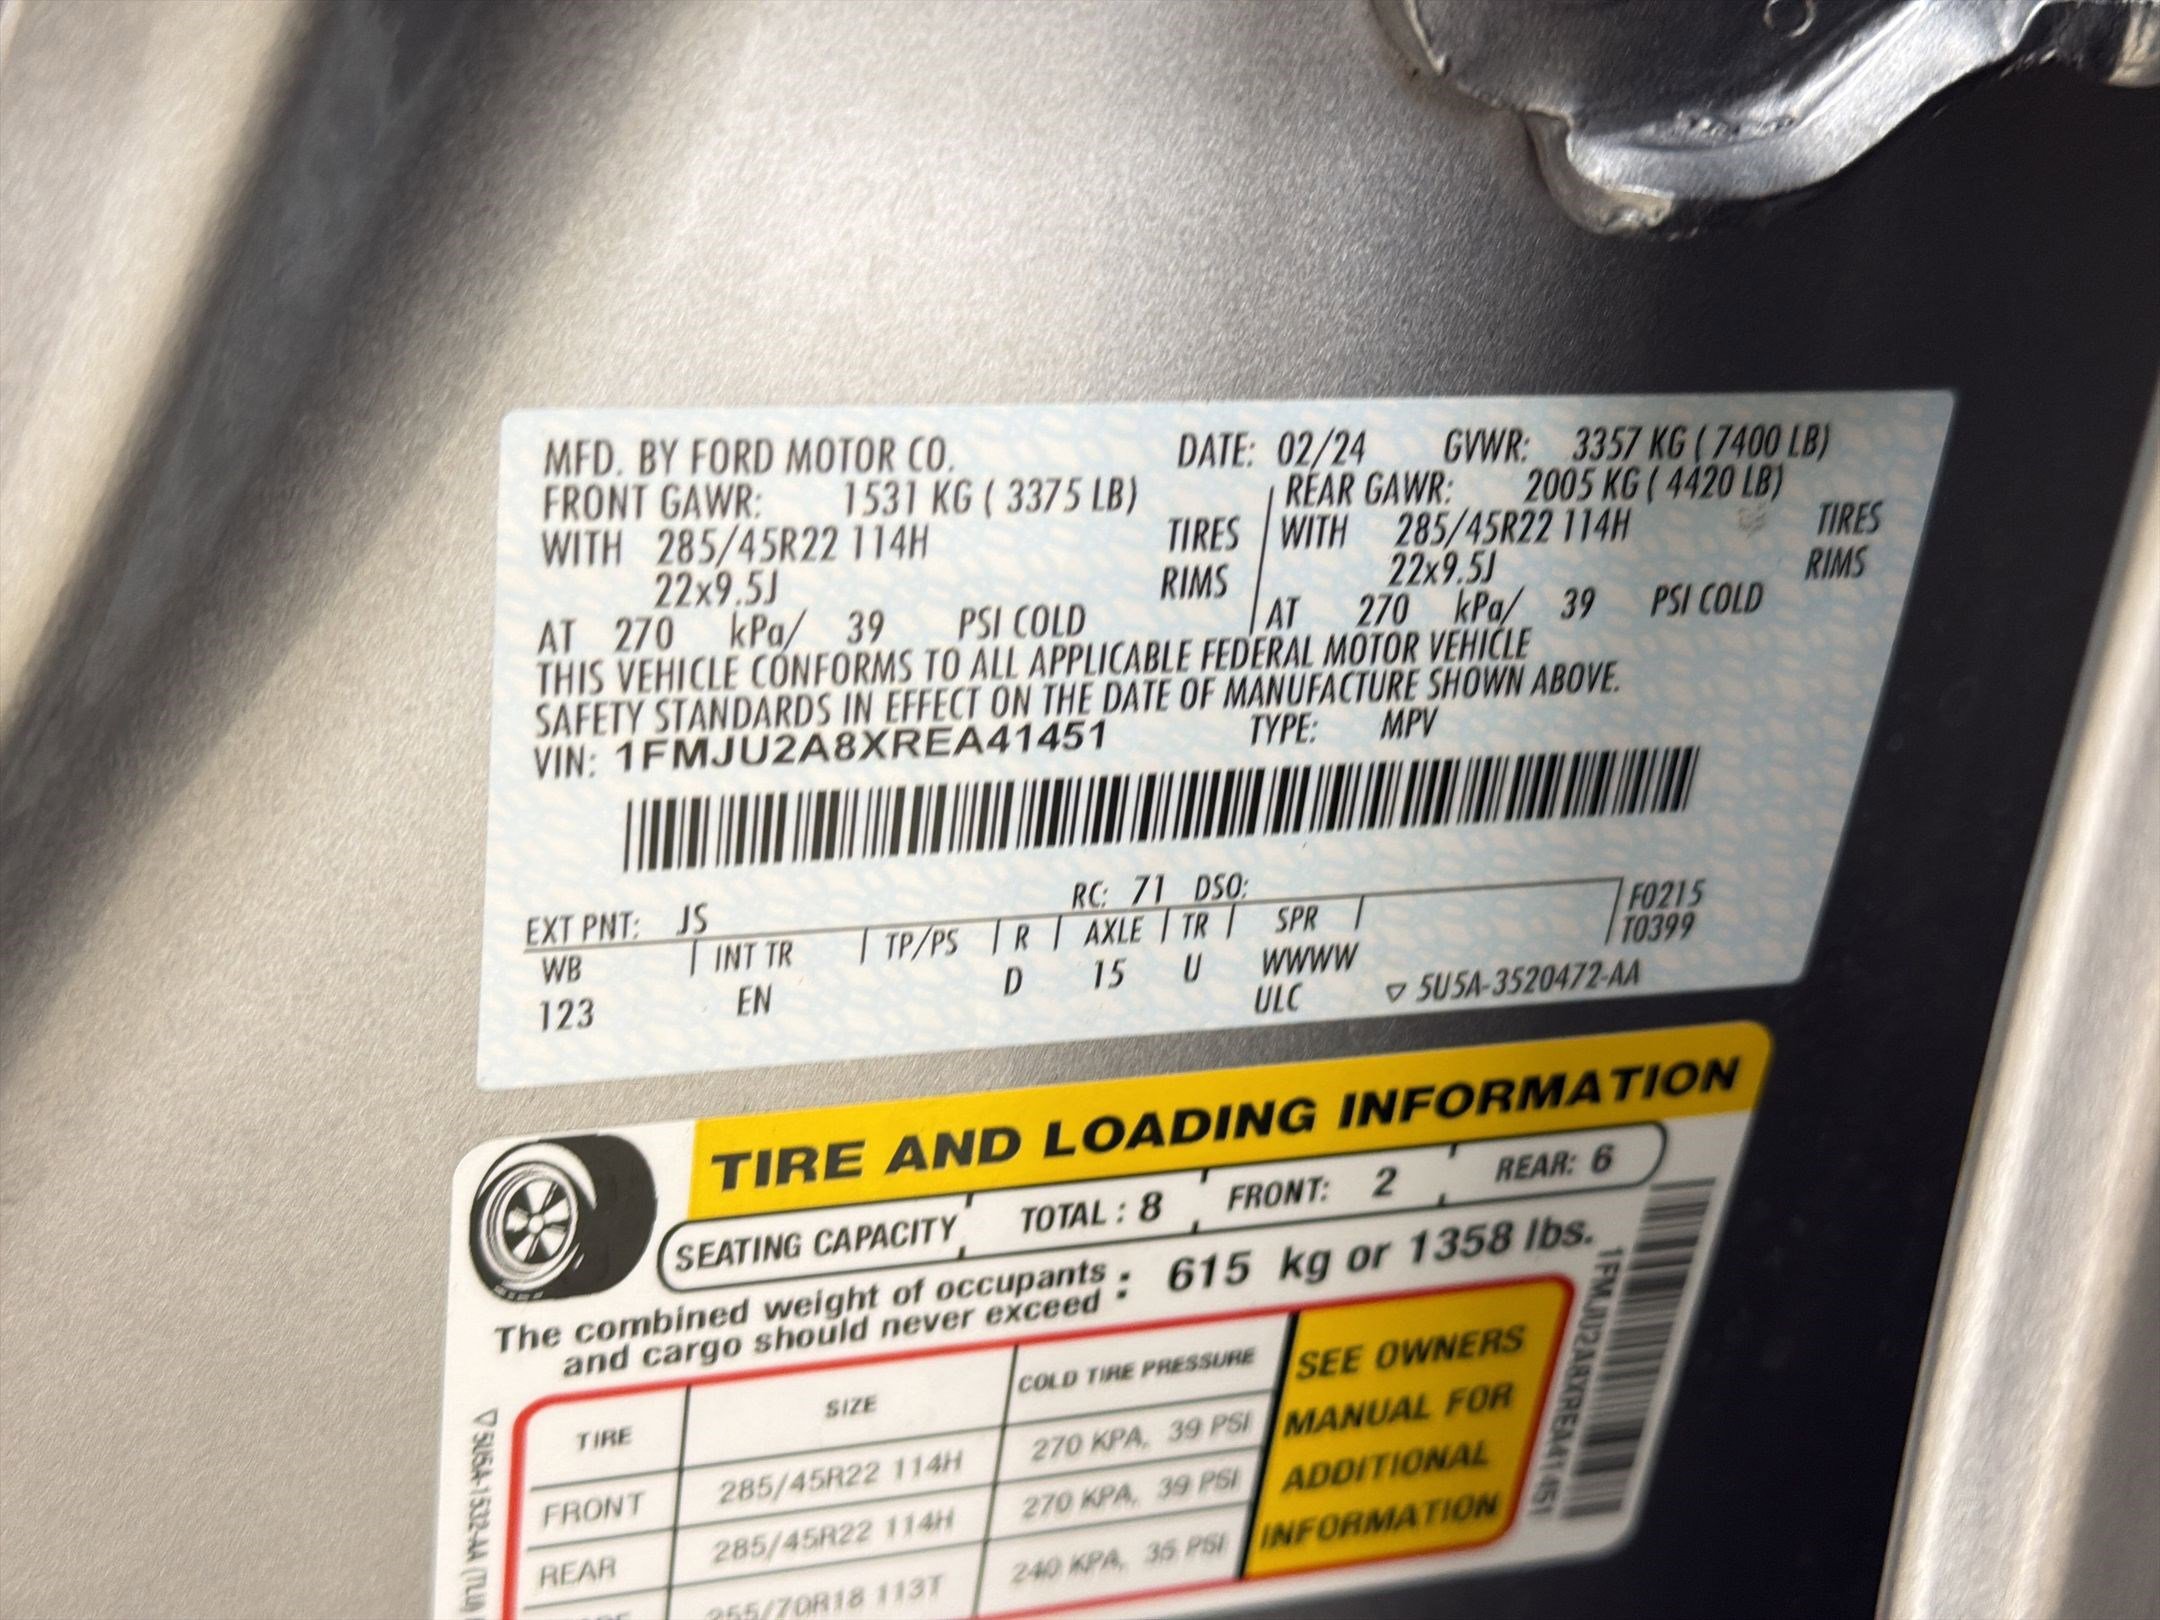 MFD. BY FORD MOTOR CO. DATE: 02/24 GVWR: 3357 KG ( 7400 LB)
FRONT GAWR: 1531 KG ( 3375 LB) REAR GAWR: 2005 KG ( 4420 LB)
WITH 285/45R22 114H TIRES WITH 285/45R22 114H TIRES
22x9.5J RIMS 22x9.5J RIMS
AT 270 kPa/ 39 PSI COLD AT 270 kPa/ 39 PSI COLD
THIS VEHICLE CONFORMS TO ALL APPLICABLE FEDERAL MOTOR VEHICLE
SAFETY STANDARDS IN EFFECT ON THE DATE OF MANUFACTURE SHOWN ABOVE.
VIN: 1FMJU2A8XREA41451 TYPE: MPV
EXT PNT: JS RC: 71 DSO: F0215
WB INT TR TP/PS R AXLE TR SPR T0399
123 EN D 15 U WWWW
ULC ▽ 5U5A-3520472-AA
TIRE AND LOADING INFORMATION
SEATING CAPACITY TOTAL : 8 FRONT: 2 REAR: 6
The combined weight of occupants
and cargo should never exceed : 615 kg or 1358 lbs.
TIRE SIZE COLD TIRE PRESSURE
FRONT 285/45R22 114H 270 KPA, 39 PSI
REAR 285/45R22 114H 270 KPA, 39 PSI
255/70R18 113T 240 KPA, 35 PSI
SEE OWNERS
MANUAL FOR
ADDITIONAL
INFORMATION
1FMJU2A8XREA41451
▽ 5U5A-1532-AA